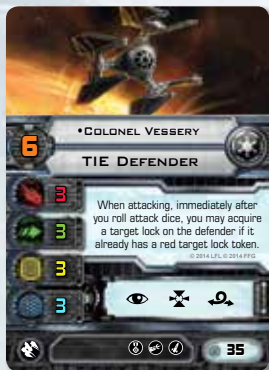 •Colonel Vessery
6
TIE Defender
3
3
3
3
When attacking, immediately after
you roll attack dice, you may acquire
a target lock on the defender if it
already has a red target lock token.
© 2014 LFL © 2014 FFG
35